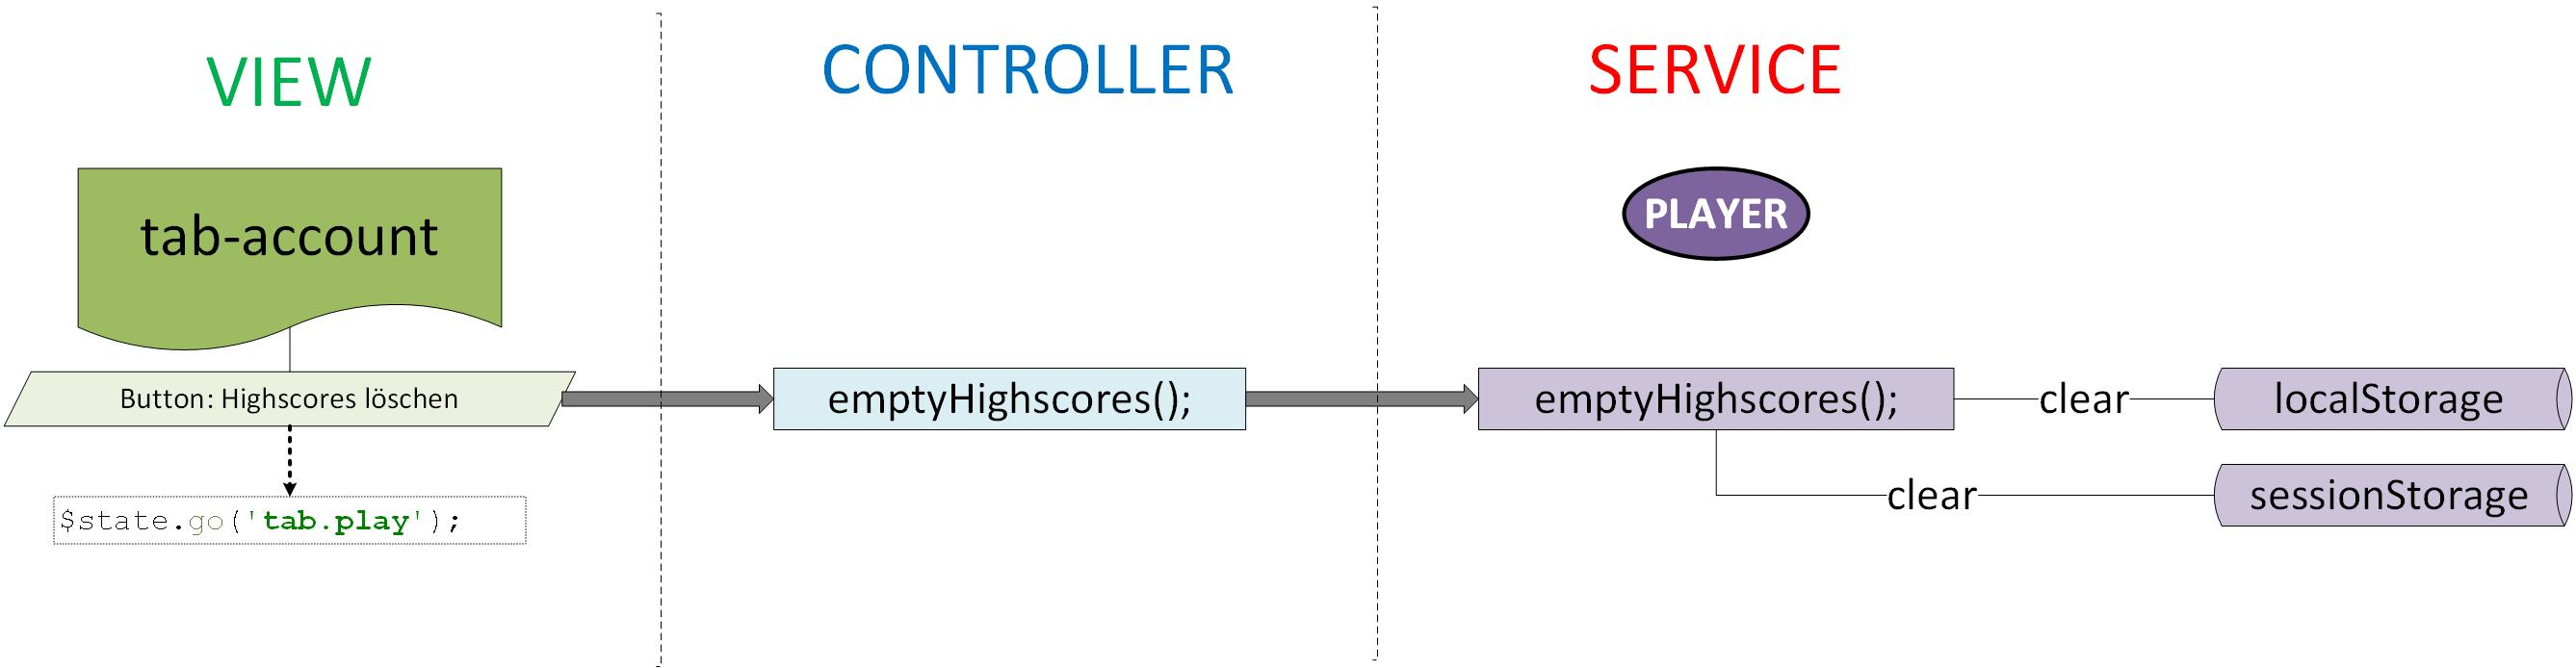 VIEW
CONTROLLER
SERVICE
tab-account
PLAYER
Button: Highscores löschen
emptyHighscores();
emptyHighscores();
clear
localStorage
clear
sessionStorage
$state.go('tab.play');